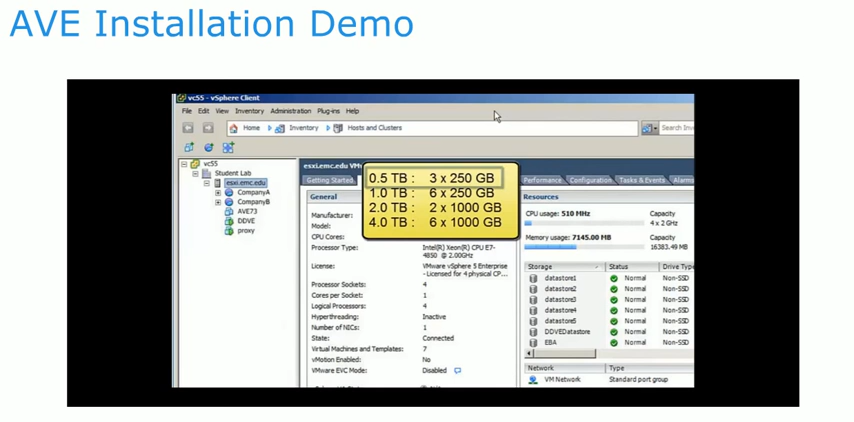 AVE Installation Demo
vc55 - vSphere Client
File Edit View Inventory Administration Plug-ins Help
Home Inventory Hosts and Clusters
Search Inv
vc55
Student Lab
esxi.emc.edu
CompanyA
CompanyB
AVE73
DDVE
proxy
esxi.emc.edu VM
Getting Started
Performance Configuration Tasks & Events Alarms
0.5 TB : 3 x 250 GB
1.0 TB : 6 x 250 GB
2.0 TB : 2 x 1000 GB
4.0 TB : 6 x 1000 GB
General
Manufacturer:
Model:
CPU Cores:
Processor Type: Intel(R) Xeon(R) CPU E7-
4850 @ 2.00GHz
License: VMware vSphere 5 Enterprise
- Licensed for 4 physical CP...
Processor Sockets: 4
Cores per Socket: 1
Logical Processors: 4
Hyperthreading: Inactive
Number of NICs: 1
State: Connected
Virtual Machines and Templates: 7
vMotion Enabled: No
VMware EVC Mode: Disabled
Resources
CPU usage: 510 MHz Capacity
4 x 2 GHz
Memory usage: 7145.00 MB Capacity
16383.49 MB
Storage Status Drive Type
datastore1 Normal Non-SSD
datastore2 Normal Non-SSD
datastore3 Normal Non-SSD
datastore4 Normal Non-SSD
datastore5 Normal Non-SSD
DDVEDatastore Normal Non-SSD
EBA Normal Non-SSD
Network Type
VM Network Standard port group